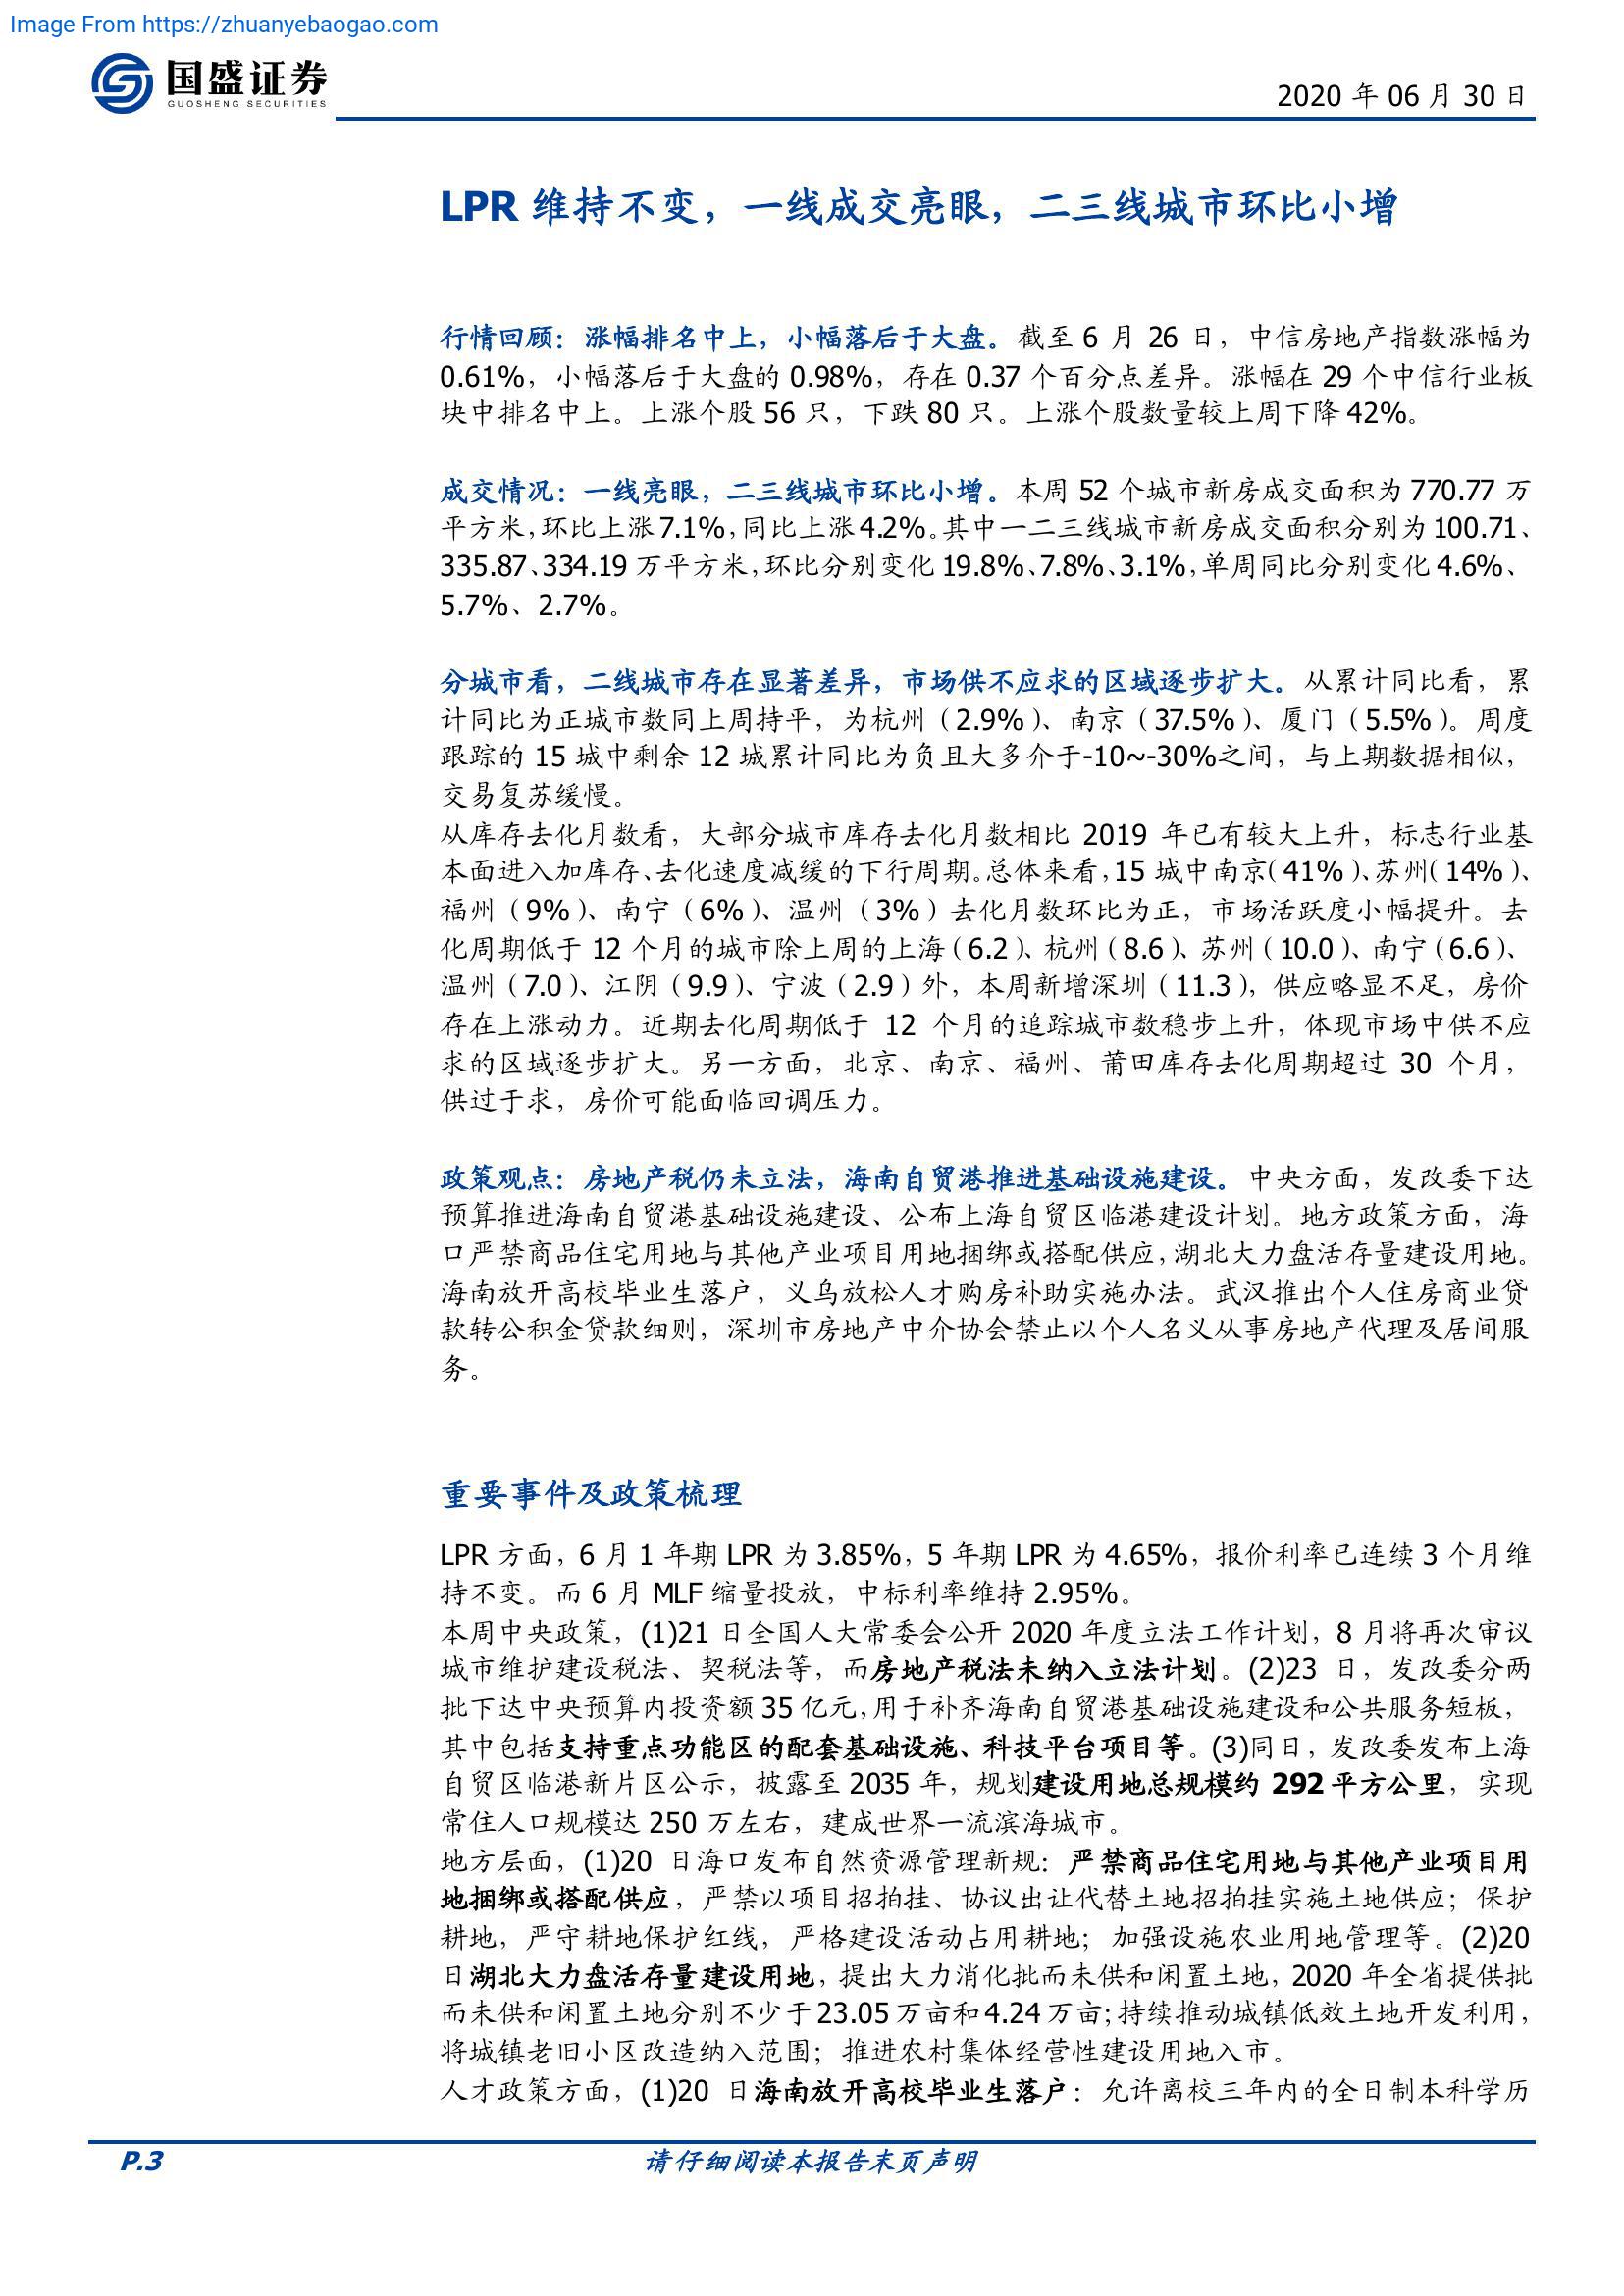 Image From https://zhuanyebaogao.com
国盛证券
GUOSHENG SECURITIES
2020 年 06 月 30 日
LPR 维持不变，一线成交亮眼，二三线城市环比小增
行情回顾：涨幅排名中上，小幅落后于大盘。截至 6 月 26 日，中信房地产指数涨幅为
0.61%，小幅落后于大盘的 0.98%，存在 0.37 个百分点差异。涨幅在 29 个中信行业板
块中排名中上。上涨个股 56 只，下跌 80 只。上涨个股数量较上周下降 42%。
成交情况：一线亮眼，二三线城市环比小增。本周 52 个城市新房成交面积为 770.77 万
平方米，环比上涨 7.1%，同比上涨 4.2%。其中一二三线城市新房成交面积分别为 100.71、
335.87、334.19 万平方米，环比分别变化 19.8%、7.8%、3.1%，单周同比分别变化 4.6%、
5.7%、2.7%。
分城市看，二线城市存在显著差异，市场供不应求的区域逐步扩大。从累计同比看，累
计同比为正城市数同上周持平，为杭州（2.9%）、南京（37.5%）、厦门（5.5%）。周度
跟踪的 15 城中剩余 12 城累计同比为负且大多介于-10~-30%之间，与上期数据相似，
交易复苏缓慢。
从库存去化月数看，大部分城市库存去化月数相比 2019 年已有较大上升，标志行业基
本面进入加库存、去化速度减缓的下行周期。总体来看，15 城中南京（41%）、苏州（14%）、
福州（9%）、南宁（6%）、温州（3%）去化月数环比为正，市场活跃度小幅提升。去
化周期低于 12 个月的城市除上周的上海（6.2）、杭州（8.6）、苏州（10.0）、南宁（6.6）、
温州（7.0）、江阴（9.9）、宁波（2.9）外，本周新增深圳（11.3），供应略显不足，房价
存在上涨动力。近期去化周期低于 12 个月的追踪城市数稳步上升，体现市场中供不应
求的区域逐步扩大。另一方面，北京、南京、福州、莆田库存去化周期超过 30 个月，
供过于求，房价可能面临回调压力。
政策观点：房地产税仍未立法，海南自贸港推进基础设施建设。中央方面，发改委下达
预算推进海南自贸港基础设施建设、公布上海自贸区临港建设计划。地方政策方面，海
口严禁商品住宅用地与其他产业项目用地捆绑或搭配供应，湖北大力盘活存量建设用地。
海南放开高校毕业生落户，义乌放松人才购房补助实施办法。武汉推出个人住房商业贷
款转公积金贷款细则，深圳市房地产中介协会禁止以个人名义从事房地产代理及居间服
务。
重要事件及政策梳理
LPR 方面，6 月 1 年期 LPR 为 3.85%，5 年期 LPR 为 4.65%，报价利率已连续 3 个月维
持不变。而 6 月 MLF 缩量投放，中标利率维持 2.95%。
本周中央政策，(1)21 日全国人大常委会公开 2020 年度立法工作计划，8 月将再次审议
城市维护建设税法、契税法等，而房地产税法未纳入立法计划。(2)23 日，发改委分两
批下达中央预算内投资额 35 亿元，用于补齐海南自贸港基础设施建设和公共服务短板，
其中包括支持重点功能区的配套基础设施、科技平台项目等。(3)同日，发改委发布上海
自贸区临港新片区公示，披露至 2035 年，规划建设用地总规模约 292 平方公里，实现
常住人口规模达 250 万左右，建成世界一流滨海城市。
地方层面，(1)20 日海口发布自然资源管理新规：严禁商品住宅用地与其他产业项目用
地捆绑或搭配供应，严禁以项目招拍挂、协议出让代替土地招拍挂实施土地供应；保护
耕地，严守耕地保护红线，严格建设活动占用耕地；加强设施农业用地管理等。(2)20
日湖北大力盘活存量建设用地，提出大力消化批而未供和闲置土地，2020 年全省提供批
而未供和闲置土地分别不少于 23.05 万亩和 4.24 万亩；持续推动城镇低效土地开发利用，
将城镇老旧小区改造纳入范围；推进农村集体经营性建设用地入市。
人才政策方面，(1)20 日海南放开高校毕业生落户：允许离校三年内的全日制本科学历
P.3
请仔细阅读本报告末页声明